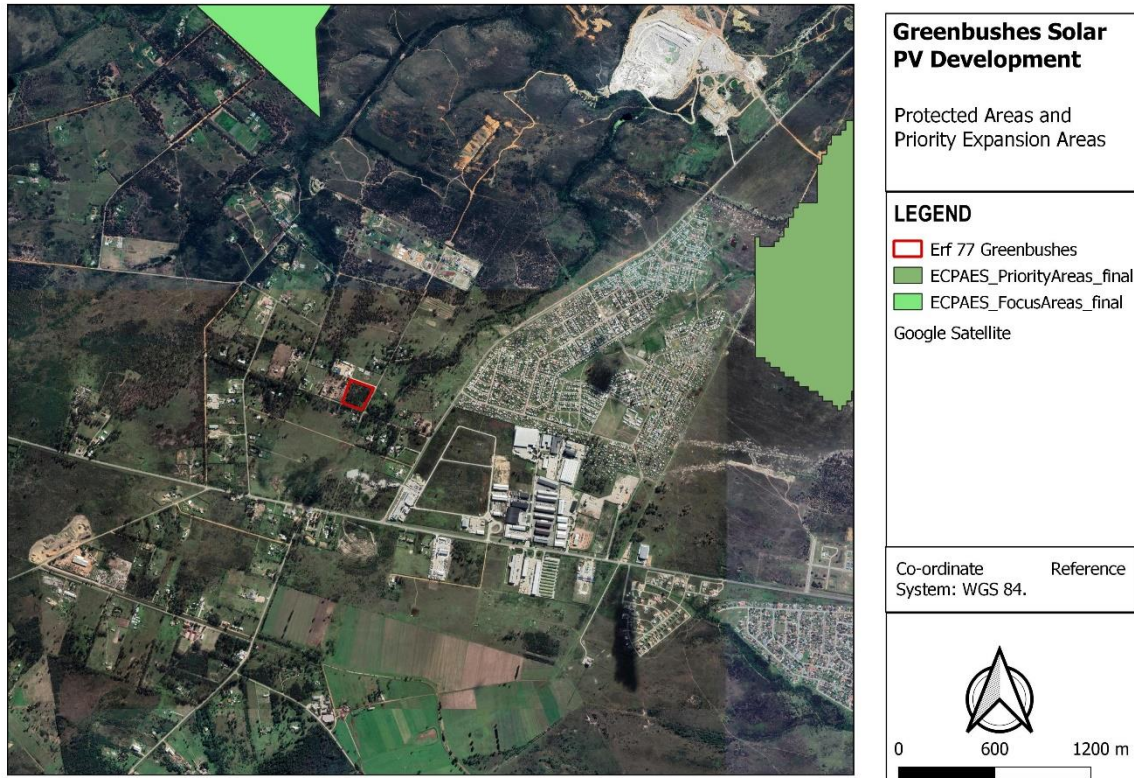 Greenbushes Solar
PV Development
Protected Areas and
Priority Expansion Areas
LEGEND
Erf 77 Greenbushes
ECPAES_PriorityAreas_final
ECPAES_FocusAreas_final
Google Satellite
Co-ordinate Reference
System: WGS 84.
0 600 1200 m